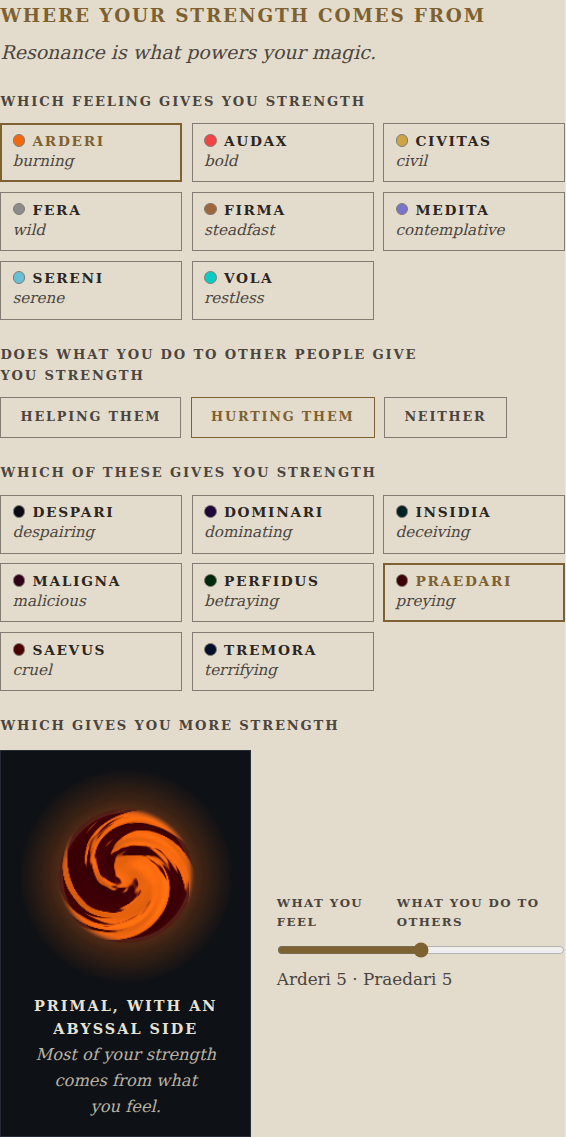 WHERE YOUR STRENGTH COMES FROM
Resonance is what powers your magic.
WHICH FEELING GIVES YOU STRENGTH
ARDERI
burning
AUDAX
bold
CIVITAS
civil
FERA
wild
FIRMA
steadfast
MEDITA
contemplative
SERENI
serene
VOLA
restless
DOES WHAT YOU DO TO OTHER PEOPLE GIVE
YOU STRENGTH
HELPING THEM
HURTING THEM
NEITHER
WHICH OF THESE GIVES YOU STRENGTH
DESPARI
despairing
DOMINARI
dominating
INSIDIA
deceiving
MALIGNA
malicious
PERFIDUS
betraying
PRAEDARI
preying
SAEVUS
cruel
TREMORA
terrifying
WHICH GIVES YOU MORE STRENGTH
PRIMAL, WITH AN
ABYSSAL SIDE
Most of your strength
comes from what
you feel.
WHAT YOU
FEEL
WHAT YOU DO TO
OTHERS
Arderi 5 · Praedari 5